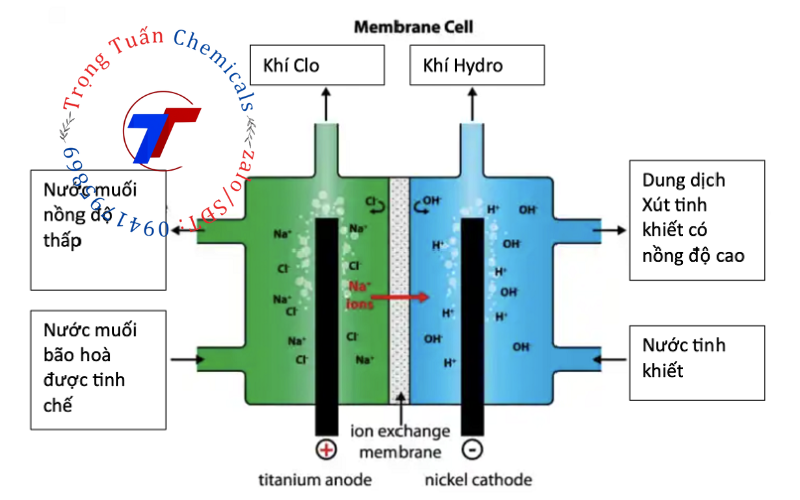 Membrane Cell
Trọng Tuấn Chemicals
zalo/SĐT: 0941795869
TT
Khí Clo
Khí Hydro
Nước muối
nồng độ
thấp
Dung dịch
Xút tinh
khiết có
nồng độ cao
Cl-
OH-
H+
OH-
Na+
Na+
H+
OH-
Cl-
Cl-
H+
Na+
ions
OH-
Na+
Cl-
H+
H+
Nước muối
bão hoà
được tinh
chế
Na+
Cl-
OH-
OH-
Cl-
Na+
H+
Nước tinh
khiết
ion exchange
membrane
+
-
titanium anode
nickel cathode